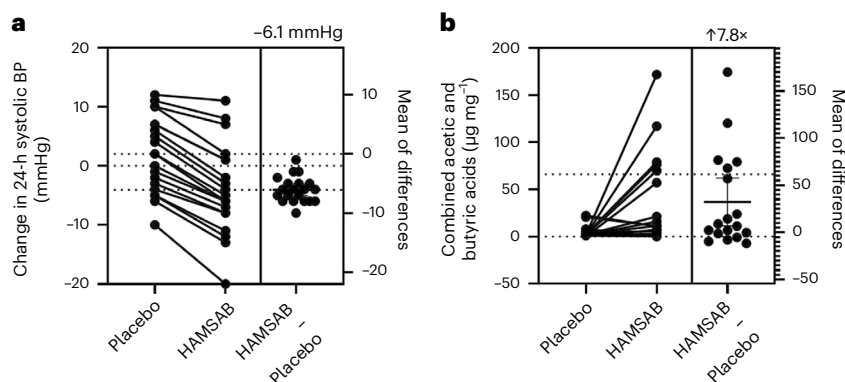 a
−6.1 mmHg
Change in 24-h systolic BP
(mmHg)
20
10
0
−10
−20
10
0
−10
−20
Mean of differences
Placebo
HAMSAB
HAMSAB
–
Placebo
b
↑7.8×
Combined acetic and
butyric acids (µg mg⁻¹)
200
150
100
50
0
−50
150
100
50
0
−50
Mean of differences
Placebo
HAMSAB
HAMSAB
–
Placebo